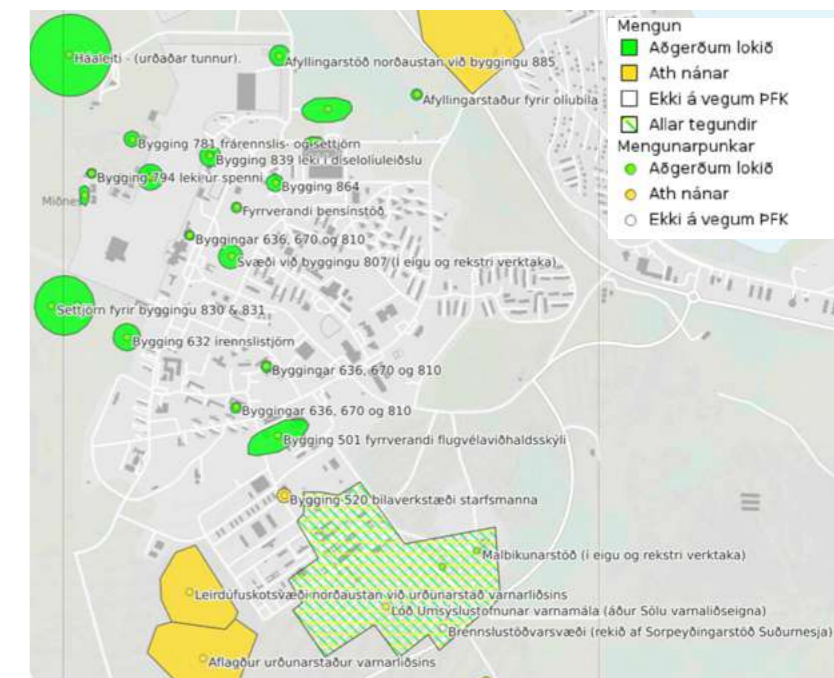 Mengun
Aðgerðum lokið
Ath nánar
Ekki á vegum ÞFK
Allar tegundir
Mengunarpunkar
Aðgerðum lokið
Ath nánar
Ekki á vegum ÞFK
Háaleiti - (urðaðar tunnur).
Áfyllingarstöð norðaustan við byggingu 885
Áfyllingarstaður fyrir olíubíla
Bygging 781 frárennslis- og settjörn
Bygging 839 leki í díselolíuleiðslu
Bygging 794 leki úr spenni
Bygging 864
Miðnes
Fyrrverandi bensínstöð
Byggingar 636, 670 og 810
Svæði við byggingu 807 (í eigu og rekstri verktaka)
Settjörn fyrir byggingu 830 & 831
Bygging 632 írennslistjörn
Byggingar 636, 670 og 810
Byggingar 636, 670 og 810
Bygging 501 fyrrverandi flugvélaviðhaldsskýli
Bygging 520 bílaverkstæði starfsmanna
Malbikunarstöð (í eigu og rekstri verktaka)
Leirdúfuskotsvæði norðaustan við urðunarstað varnarliðsins
Lóð Umsýslustofnunar varnamála (áður Sölu varnaliðseigna)
Brennslustöðvarsvæði (rekið af Sorpeyðingarstöð Suðurnesja)
Aflagður urðunarstaður varnarliðsins